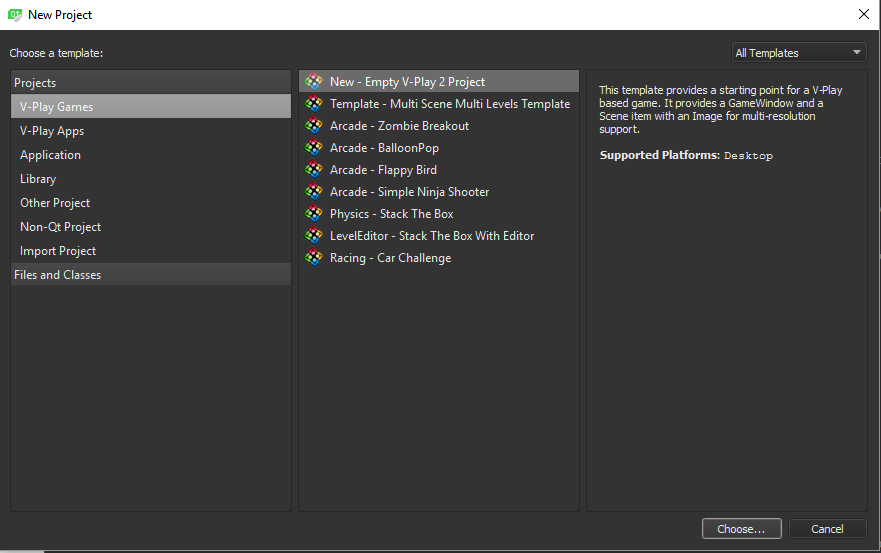 New Project
Choose a template:
All Templates
Projects
V-Play Games
V-Play Apps
Application
Library
Other Project
Non-Qt Project
Import Project
Files and Classes
New - Empty V-Play 2 Project
Template - Multi Scene Multi Levels Template
Arcade - Zombie Breakout
Arcade - BalloonPop
Arcade - Flappy Bird
Arcade - Simple Ninja Shooter
Physics - Stack The Box
LevelEditor - Stack The Box With Editor
Racing - Car Challenge
This template provides a starting point for a V-Play
based game. It provides a GameWindow and a
Scene item with an Image for multi-resolution
support.
Supported Platforms: Desktop
Choose...
Cancel